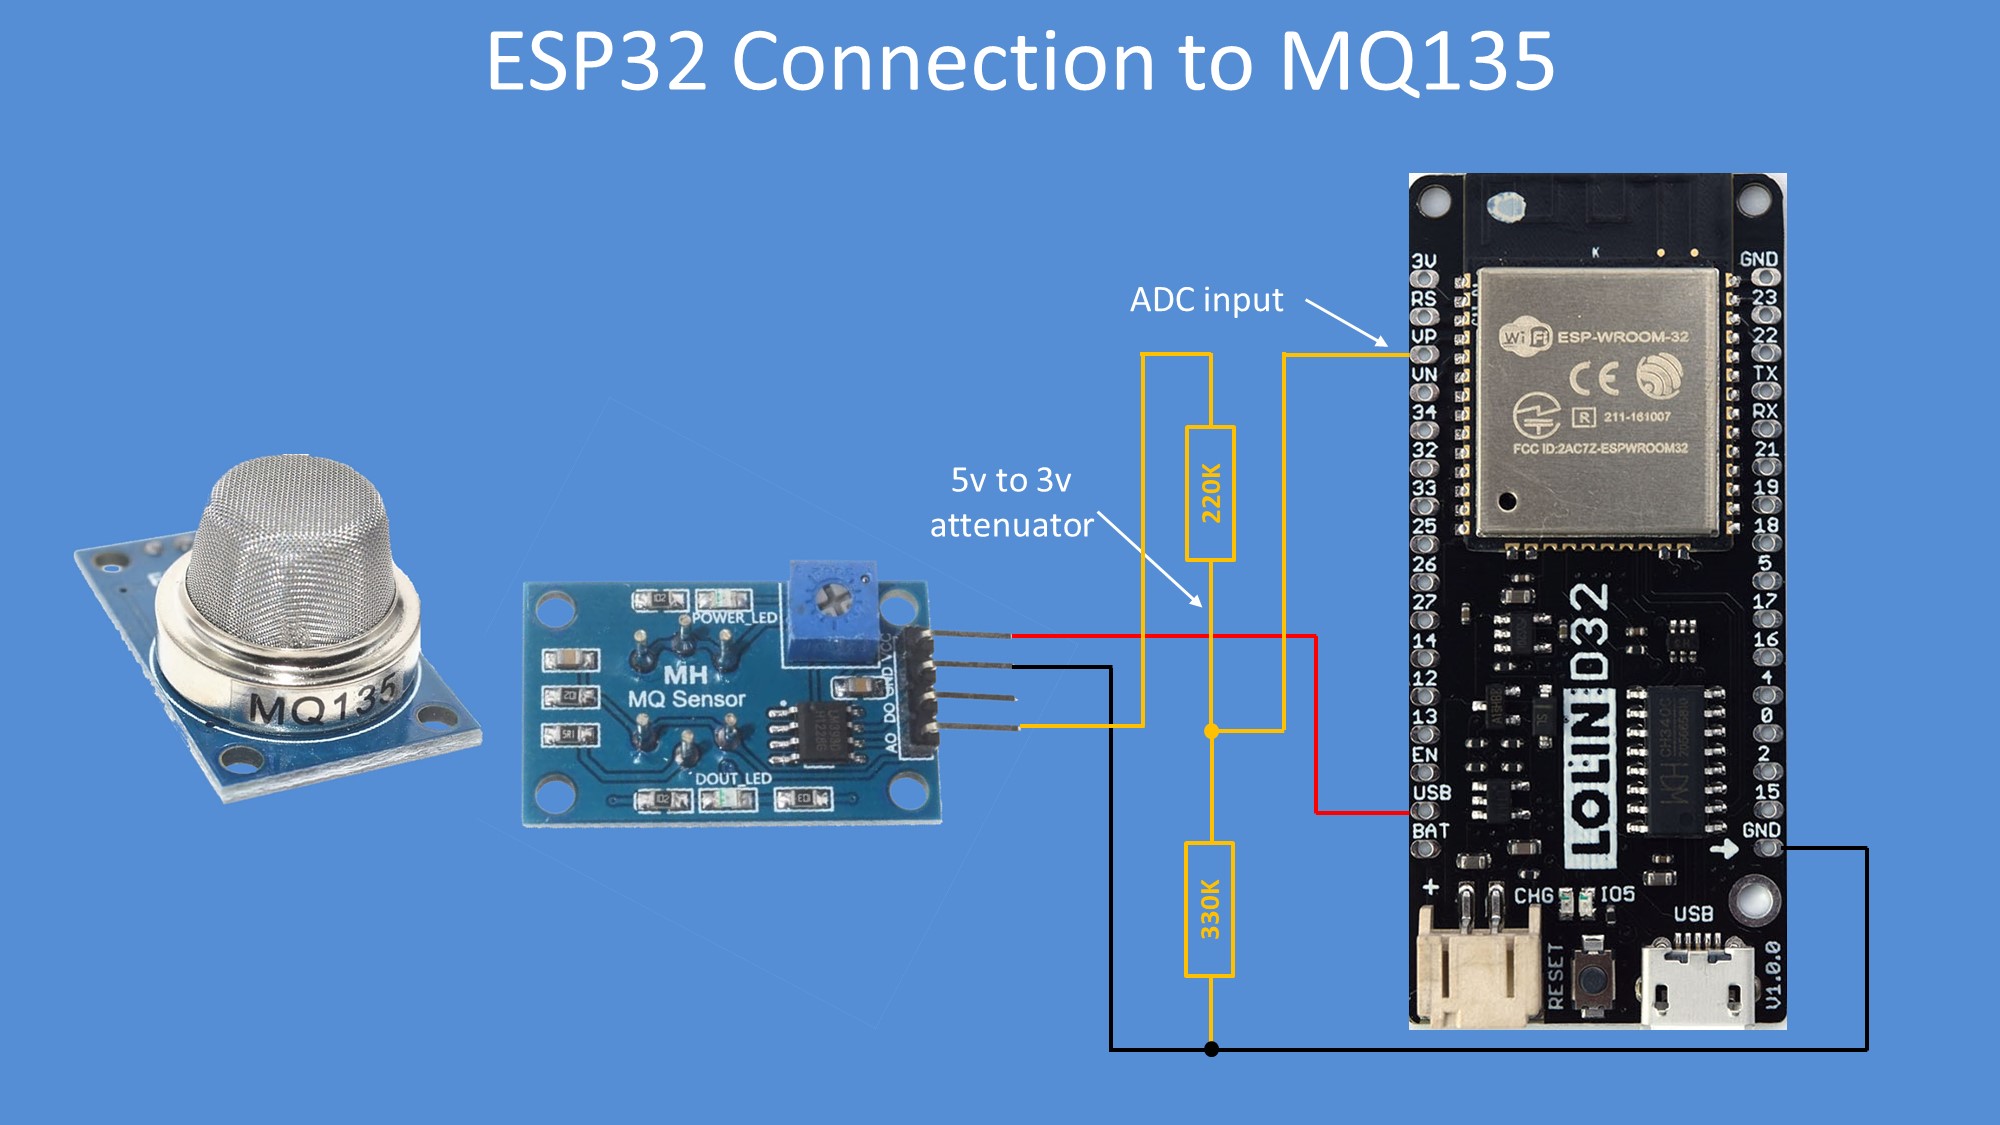 ESP32 Connection to MQ135
ADC input
5v to 3v
attenuator
220K
330K
MQ135
POWER_LED
MH
MQ Sensor
DOUT_LED
VCC
GND
DO
AO
3V
RS
VP
VN
34
32
33
25
26
27
14
12
13
EN
USB
BAT
+
GND
23
22
TX
RX
21
19
18
5
17
16
4
0
2
15
GND
WiFi ESP-WROOM-32
CE
R 211-161007
FCC ID:2AC7Z-ESPWROOM32
LOLIN D32
CHG
IO5
RESET
USB
V1.0.0